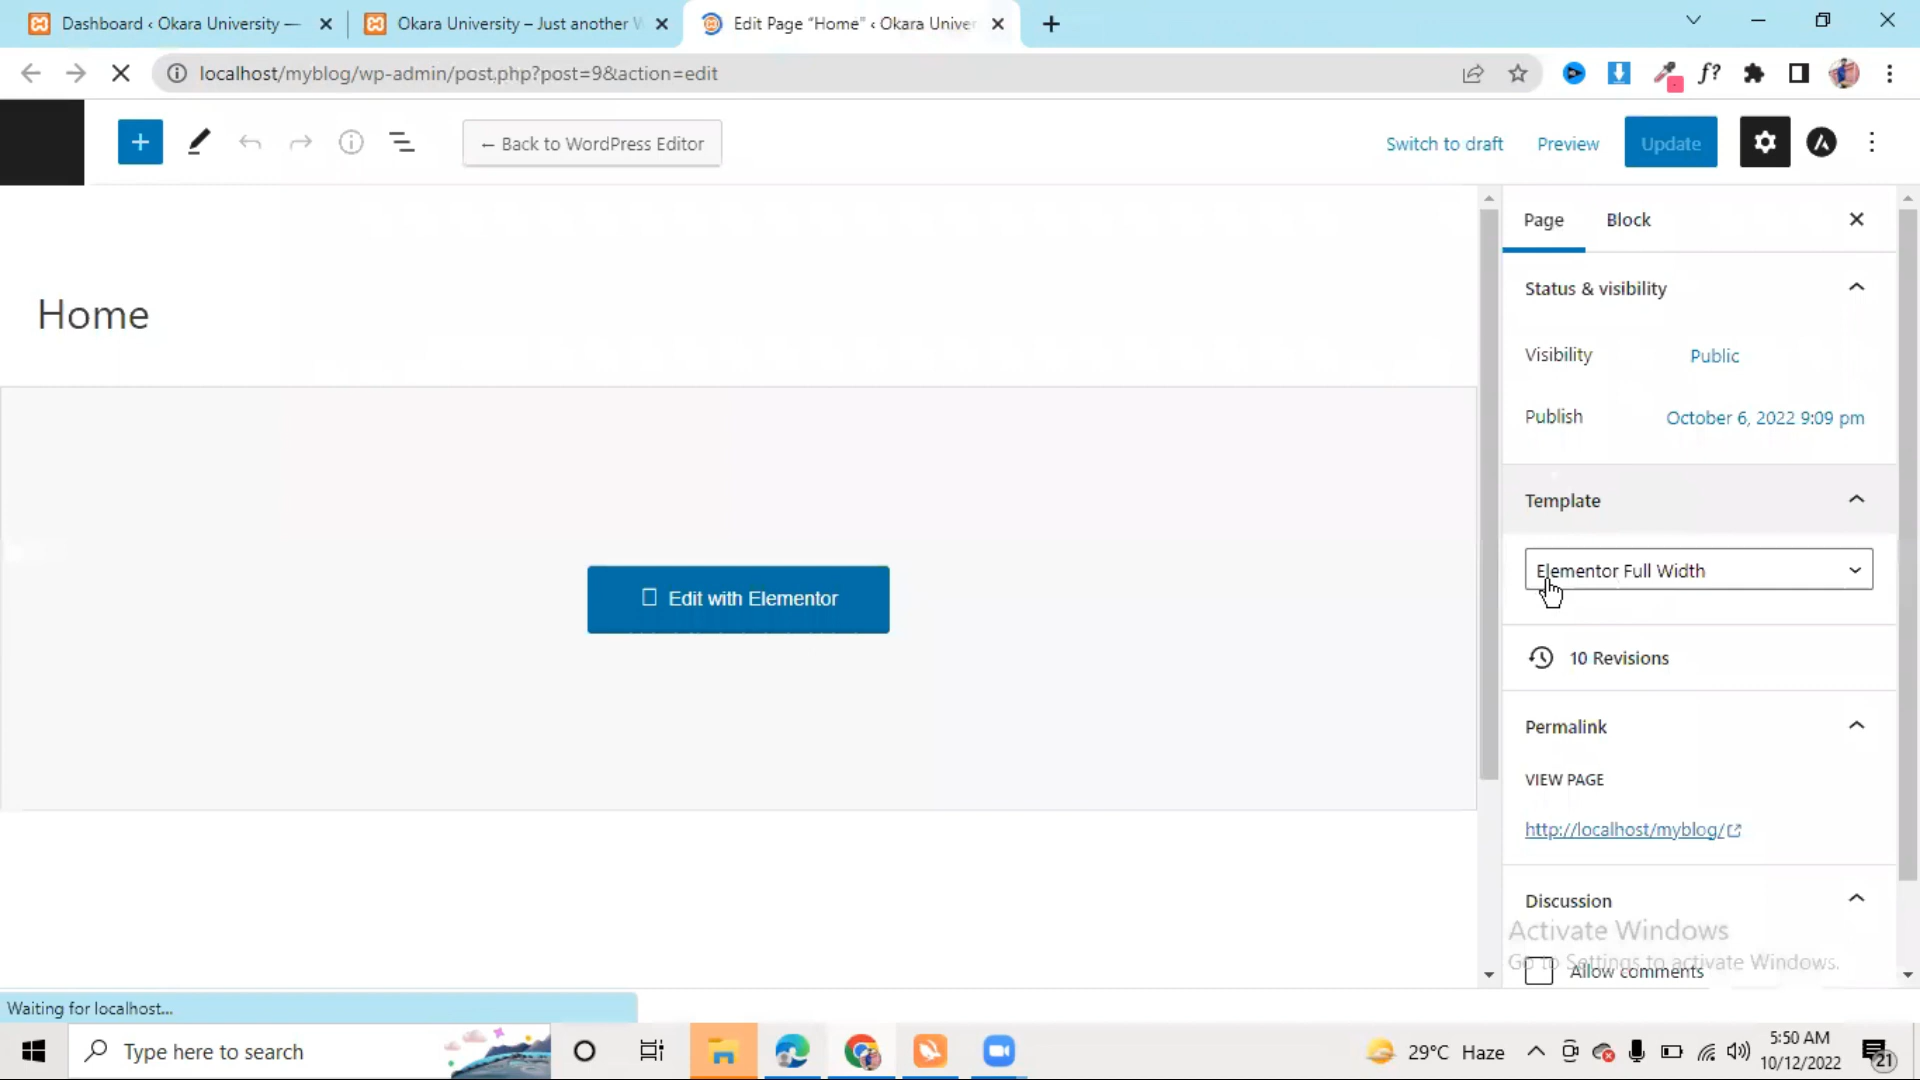 Dashboard ‹ Okara University —
Okara University – Just another W
Edit Page “Home” ‹ Okara Univer
localhost/myblog/wp-admin/post.php?post=9&action=edit
f?
← Back to WordPress Editor
Switch to draft
Preview
Update
Page
Block
Status & visibility
Home
Visibility
Public
Publish
October 6, 2022 9:09 pm
Template
Elementor Full Width
Edit with Elementor
10 Revisions
Permalink
VIEW PAGE
http://localhost/myblog/
Discussion
Activate Windows
Go to Settings to activate Windows.
Allow comments
Waiting for localhost...
Type here to search
29°C Haze
5:50 AM
10/12/2022
21